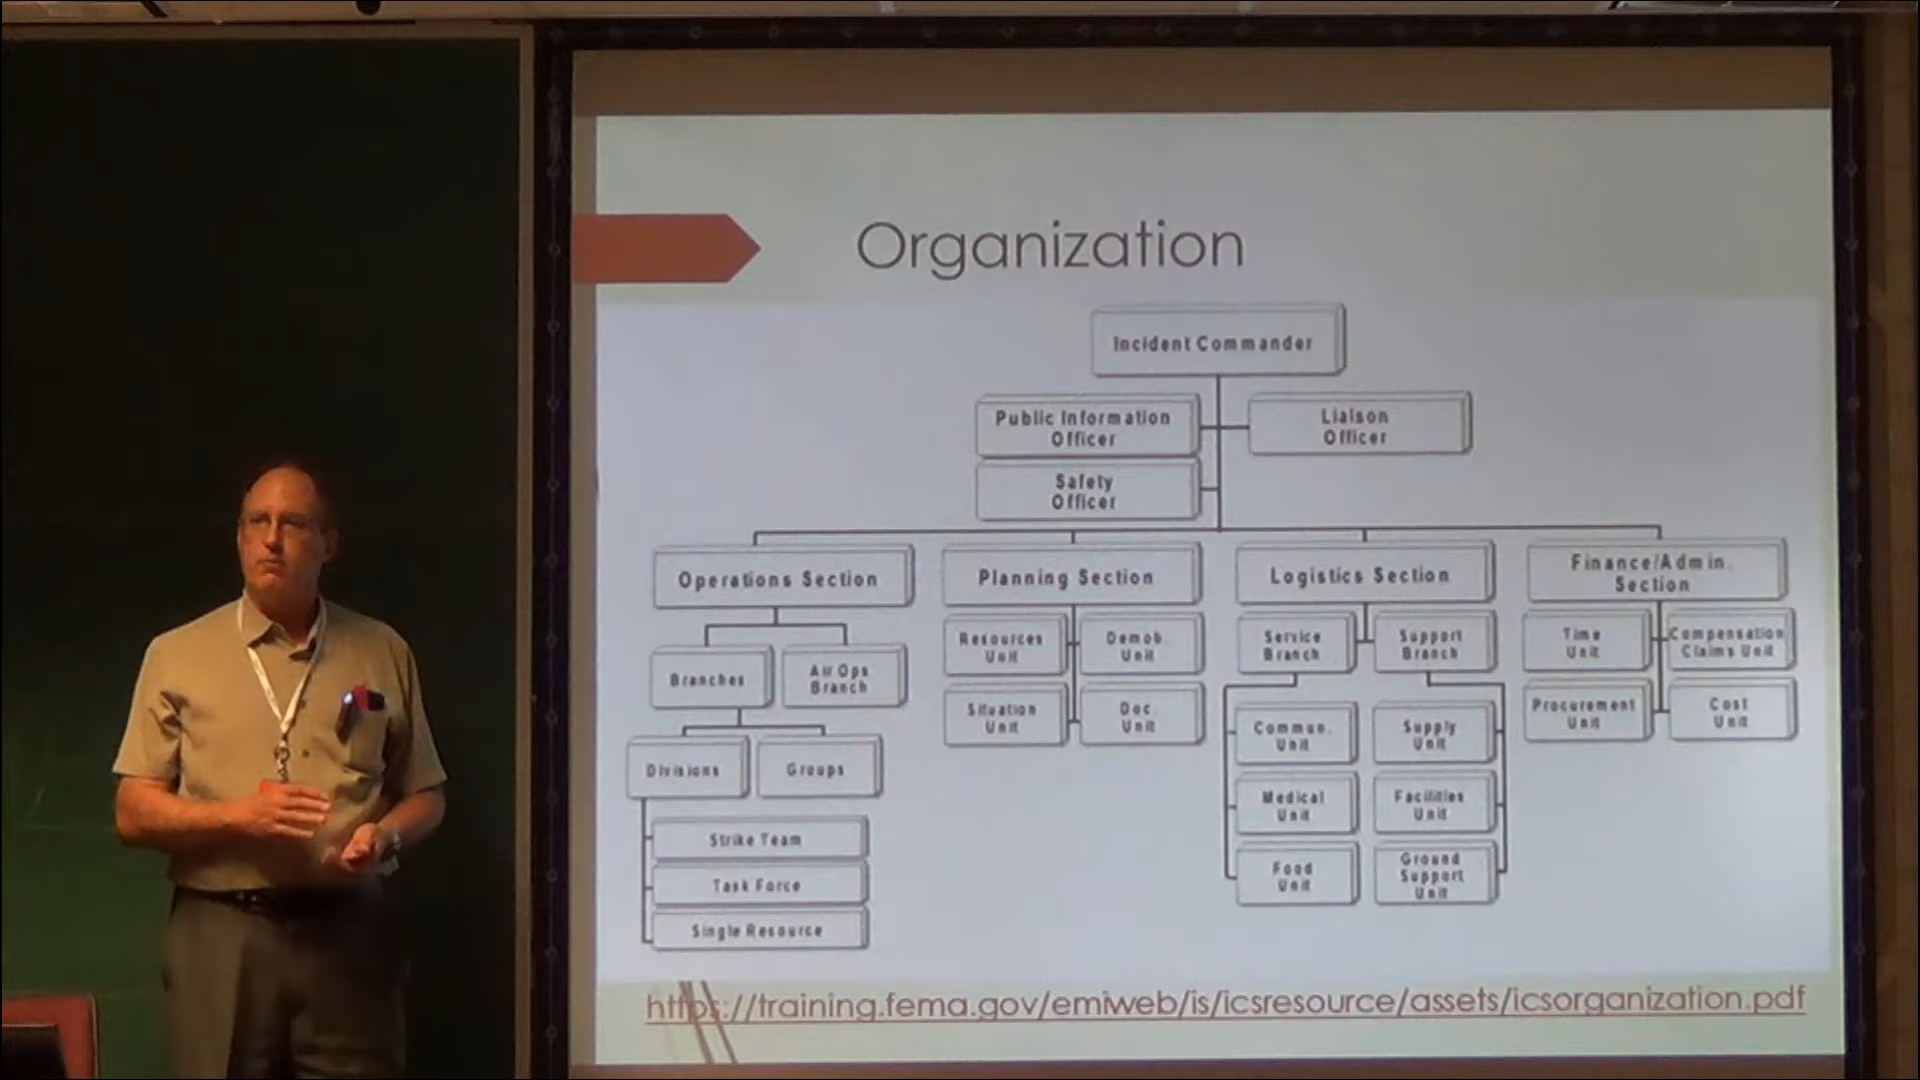 Organization
Incident Commander
Public Information
Officer
Liaison
Officer
Safety
Officer
Operations Section
Planning Section
Logistics Section
Finance/Admin.
Section
Branches
Air Ops
Branch
Resources
Unit
Demob.
Unit
Service
Branch
Support
Branch
Time
Unit
Compensation
Claims Unit
Situation
Unit
Doc.
Unit
Procurement
Unit
Cost
Unit
Divisions
Groups
Commun.
Unit
Supply
Unit
Strike Team
Task Force
Single Resource
Medical
Unit
Facilities
Unit
Food
Unit
Ground
Support
Unit
https://training.fema.gov/emiweb/is/icsresource/assets/icsorganization.pdf